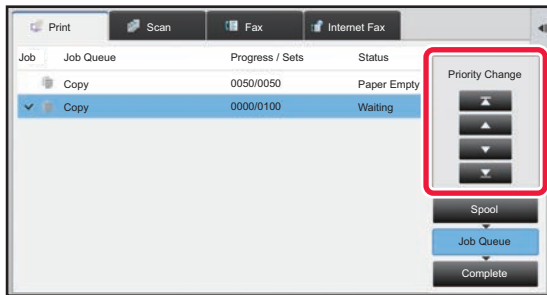 Print Scan Fax Internet Fax
Job Job Queue Progress / Sets Status
Copy 0050/0050 Paper Empty
Copy 0000/0100 Waiting
Priority Change
Spool
Job Queue
Complete